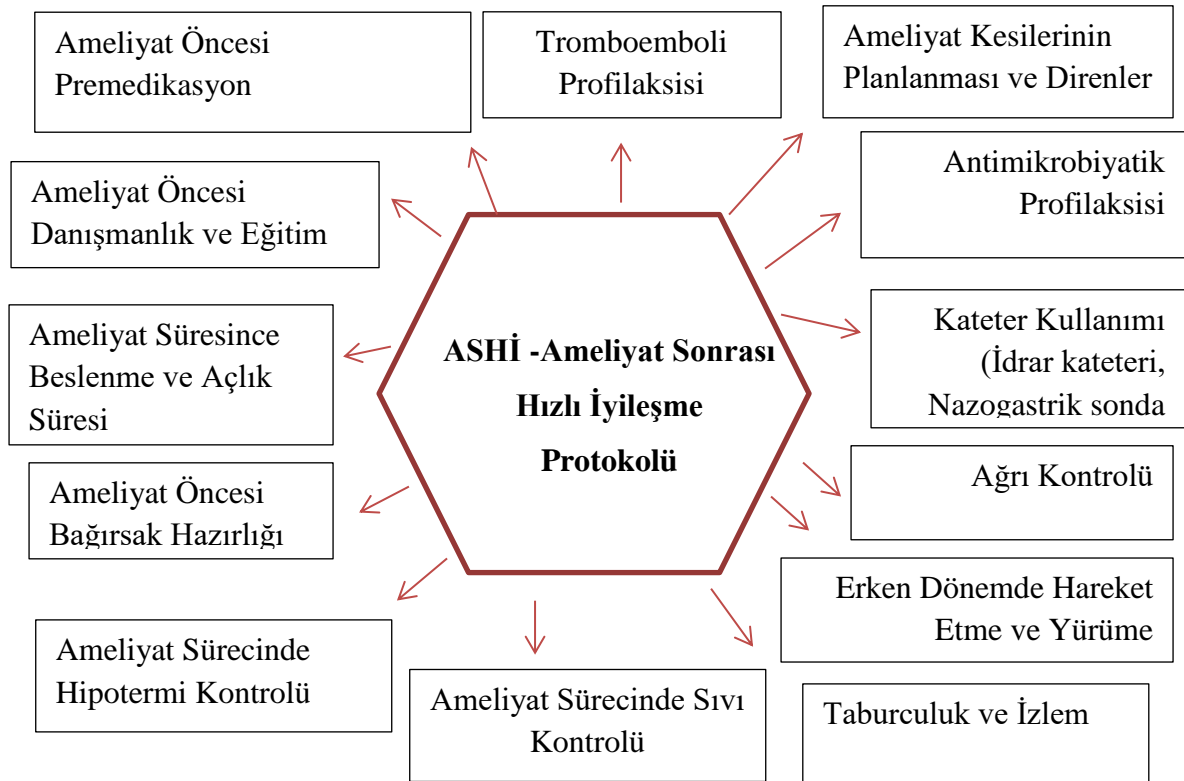 Ameliyat Öncesi
Premedikasyon
Tromboemboli
Profilaksisi
Ameliyat Kesilerinin
Planlanması ve Direnler
Ameliyat Öncesi
Danışmanlık ve Eğitim
Antimikrobiyatik
Profilaksisi
Ameliyat Süresince
Beslenme ve Açlık
Süresi
Kateter Kullanımı
(İdrar kateteri,
Nazogastrik sonda
ASHİ -Ameliyat Sonrası
Hızlı İyileşme
Protokolü
Ameliyat Öncesi
Bağırsak Hazırlığı
Ağrı Kontrolü
Erken Dönemde Hareket
Etme ve Yürüme
Ameliyat Sürecinde
Hipotermi Kontrolü
Ameliyat Sürecinde Sıvı
Kontrolü
Taburculuk ve İzlem